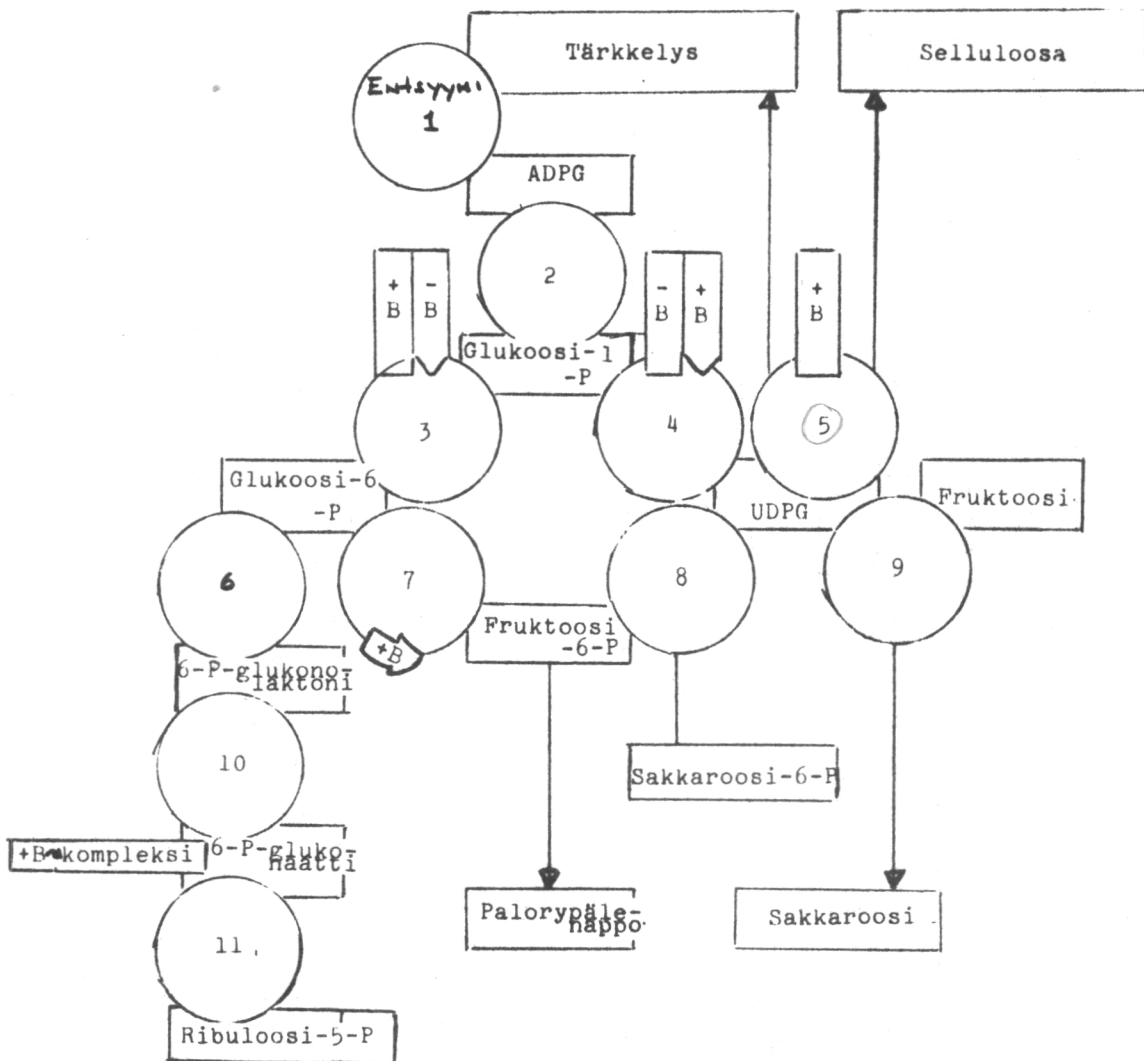 Tärkkelys
Selluloosa
Entsyymi
1
ADPG
2
+
B
-
B
-
B
+
B
+
B
Glukoosi-1
-P
3
4
5
Glukoosi-6
-P
UDPG
Fruktoosi
6
7
8
9
+B
Fruktoosi
-6-P
6-P-glukono-
laktoni
10
Sakkaroosi-6-P
+B-kompleksi
6-P-gluko-
naatti
Palorypäle-
happo
Sakkaroosi
11
Ribuloosi-5-P